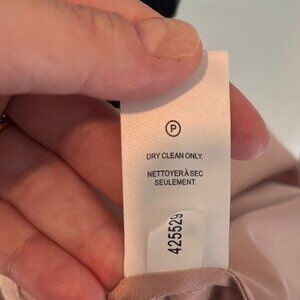 P
DRY CLEAN ONLY.
NETTOYER À SEC
SEULEMENT.
425529